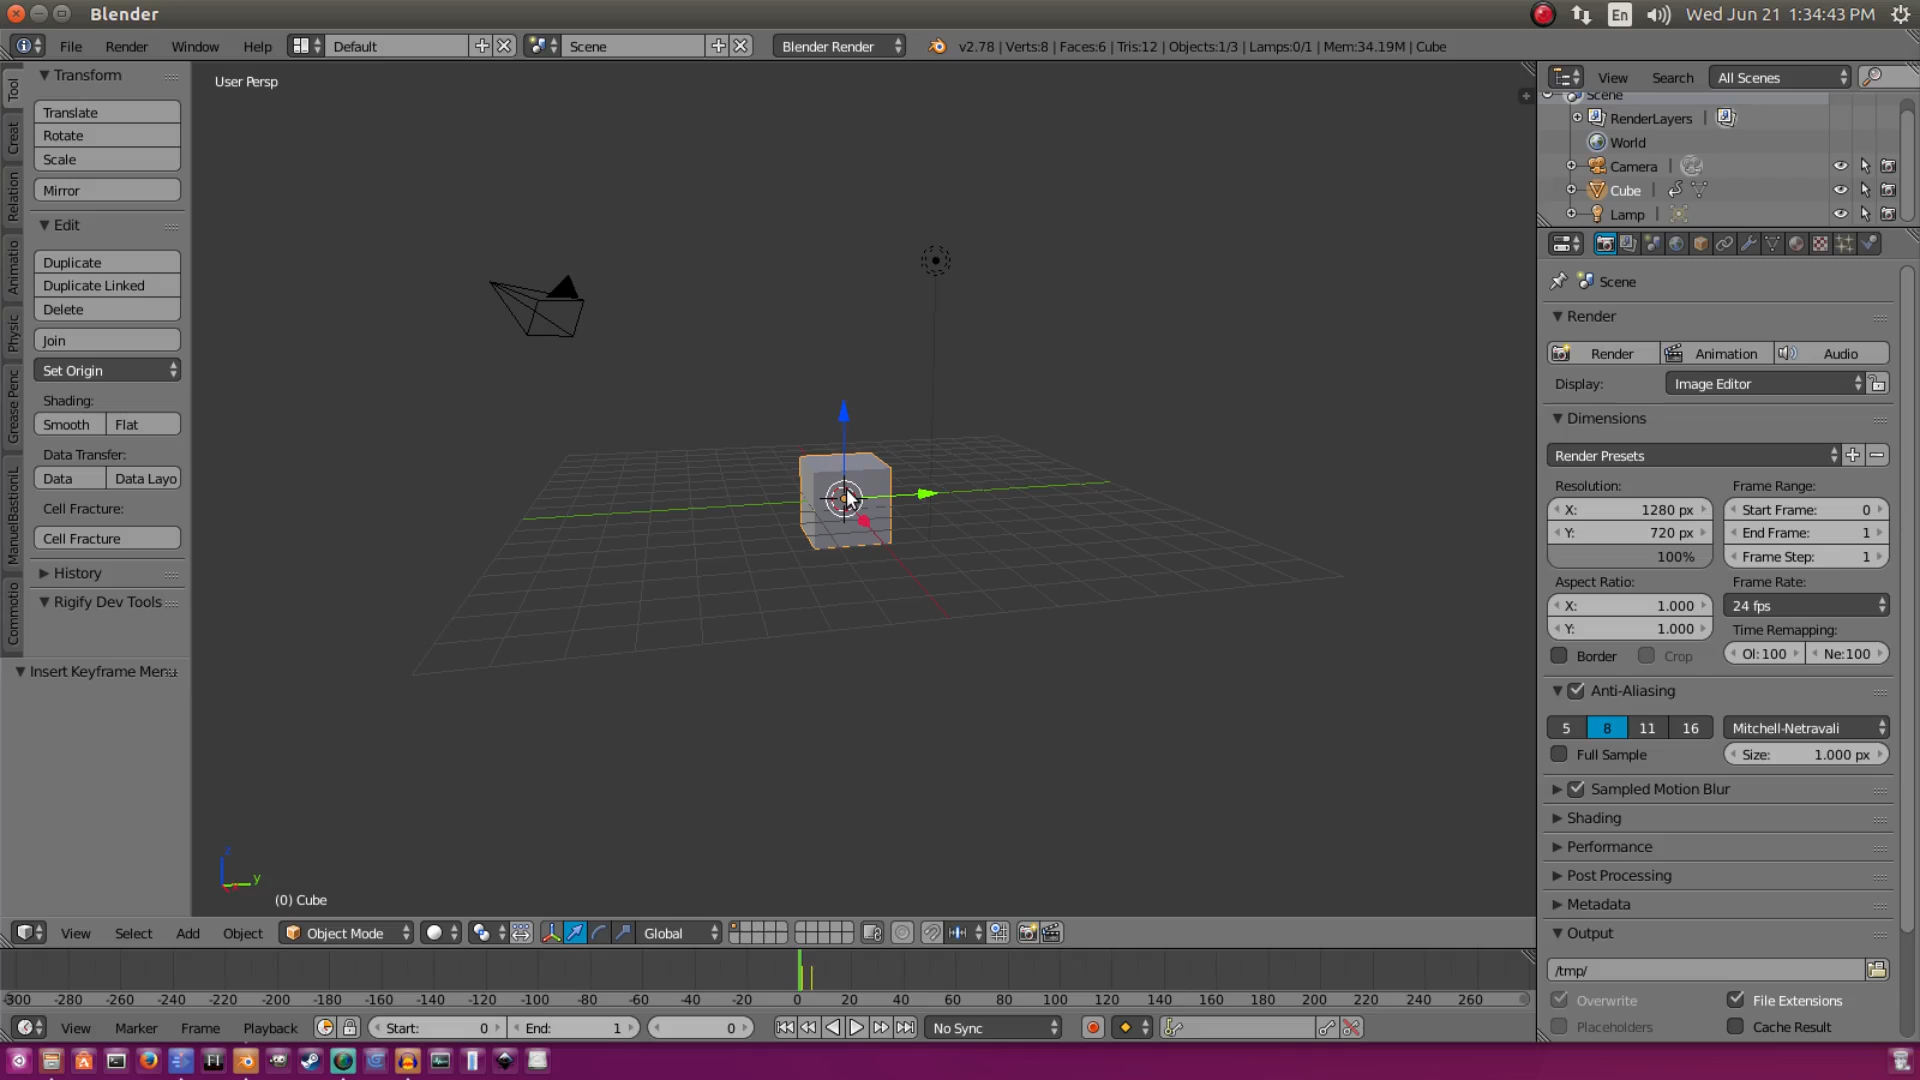 Blender
En
Wed Jun 21 1:34:43 PM
File Render Window Help
Default
Scene
Blender Render
v2.78 | Verts:8 | Faces:6 | Tris:12 | Objects:1/3 | Lamps:0/1 | Mem:34.19M | Cube
Tool
Creat
Relation
Animatio
Physic
Grease Penc
ManuelBastioniL
Commotio
Transform
Translate
Rotate
Scale
Mirror
Edit
Duplicate
Duplicate Linked
Delete
Join
Set Origin
Shading:
Smooth Flat
Data Transfer:
Data Data Layo
Cell Fracture:
Cell Fracture
History
Rigify Dev Tools
Insert Keyframe Menu
User Persp
z
y
(0) Cube
View Select Add Object
Object Mode
Global
-300 -280 -260 -240 -220 -200 -180 -160 -140 -120 -100 -80 -60 -40 -20 0 20 40 60 80 100 120 140 160 180 200 220 240 260
View Marker Frame Playback
Start: 0
End: 1
0
No Sync
View Search
All Scenes
Scene
RenderLayers |
World
Camera |
Cube |
Lamp |
Scene
Render
Render Animation Audio
Display:
Image Editor
Dimensions
Render Presets
Resolution: Frame Range:
X: 1280 px Start Frame: 0
Y: 720 px End Frame: 1
100% Frame Step: 1
Aspect Ratio: Frame Rate:
X: 1.000 24 fps
Y: 1.000 Time Remapping:
Border Crop Ol:100 Ne:100
Anti-Aliasing
5 8 11 16 Mitchell-Netravali
Full Sample Size: 1.000 px
Sampled Motion Blur
Shading
Performance
Post Processing
Metadata
Output
/tmp/
Overwrite File Extensions
Placeholders Cache Result